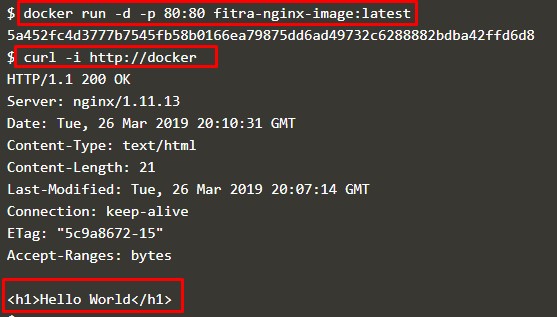 $ docker run -d -p 80:80 fitra-nginx-image:latest
5a452fc4d3777b7545fb58b0166ea79875dd6ad49732c6288882bdba42ffd6d8
$ curl -i http://docker
HTTP/1.1 200 OK
Server: nginx/1.11.13
Date: Tue, 26 Mar 2019 20:10:31 GMT
Content-Type: text/html
Content-Length: 21
Last-Modified: Tue, 26 Mar 2019 20:07:14 GMT
Connection: keep-alive
ETag: "5c9a8672-15"
Accept-Ranges: bytes
<h1>Hello World</h1>
$